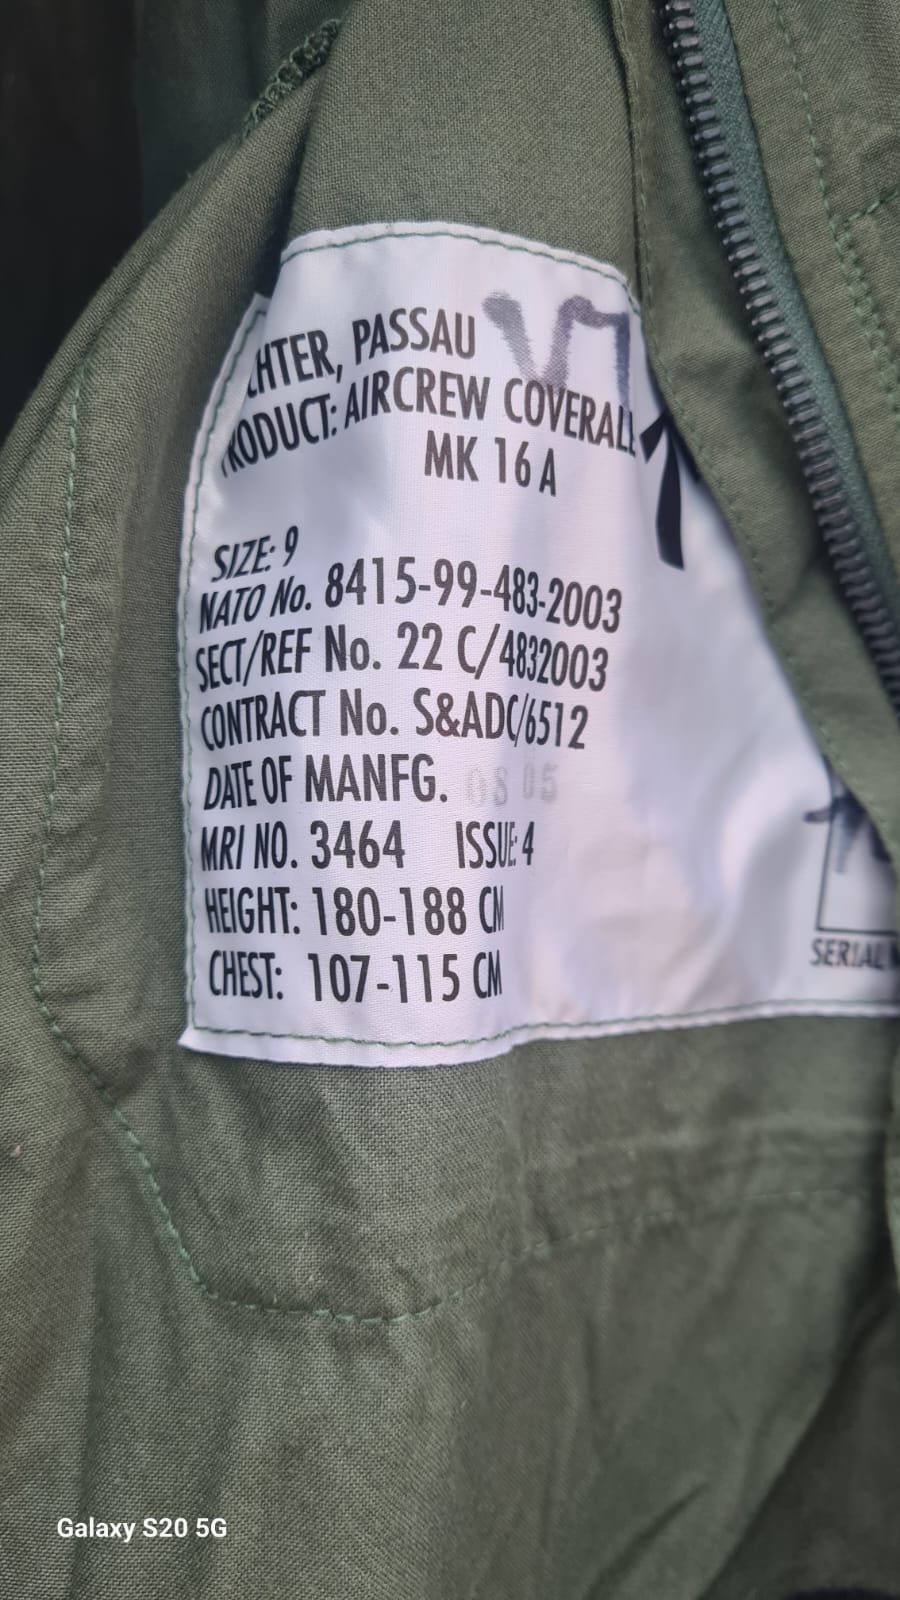 CHTER, PASSAU
PRODUCT: AIRCREW COVERALL
MK 16 A
SIZE: 9
NATO No. 8415-99-483-2003
SECT/REF No. 22 C/4832003
CONTRACT No. S&ADC/6512
DATE OF MANFG. 08 05
MRI NO. 3464 ISSUE: 4
HEIGHT: 180-188 CM
CHEST: 107-115 CM
SERIAL
Galaxy S20 5G